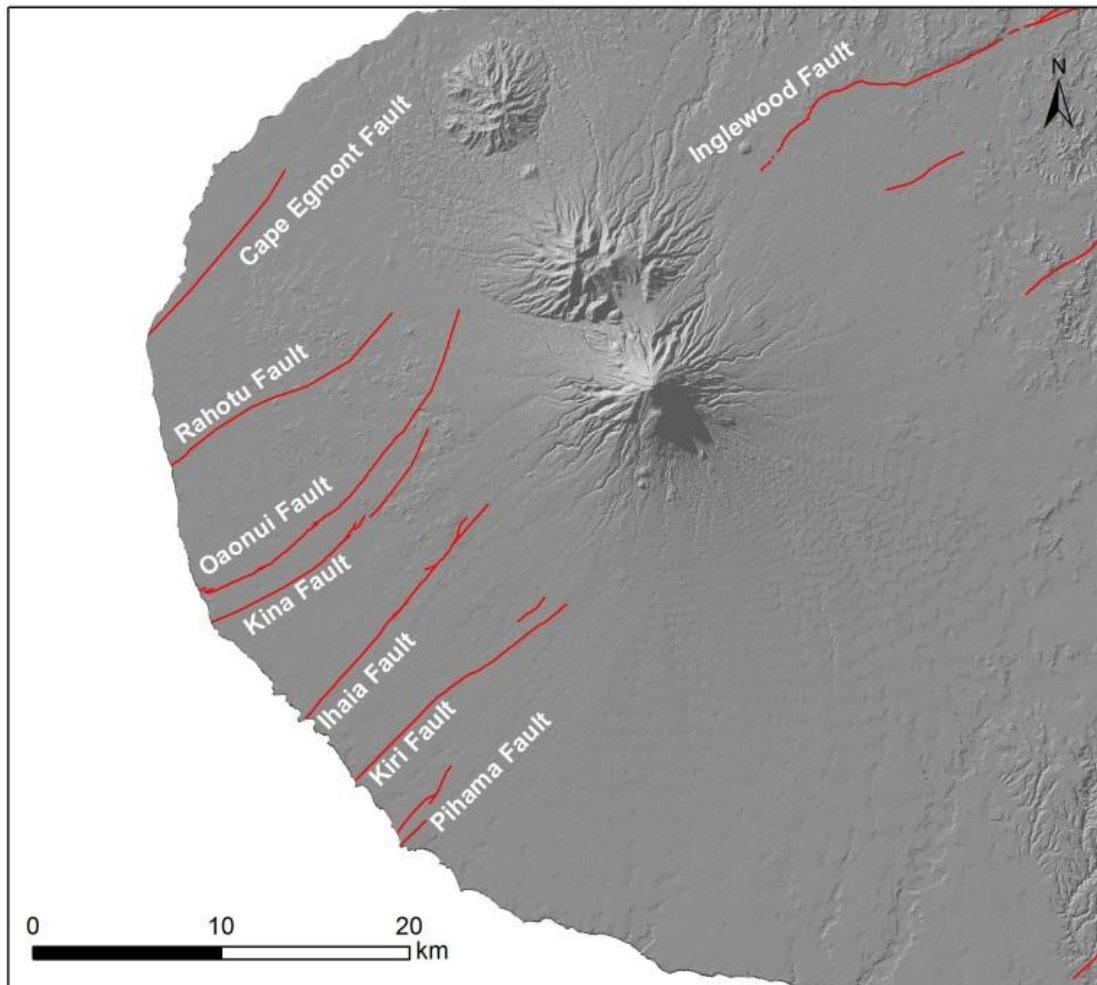 N
Inglewood Fault
Cape Egmont Fault
Rahotu Fault
Oaonui Fault
Kina Fault
Ihaia Fault
Kiri Fault
Pihama Fault
0 10 20
km